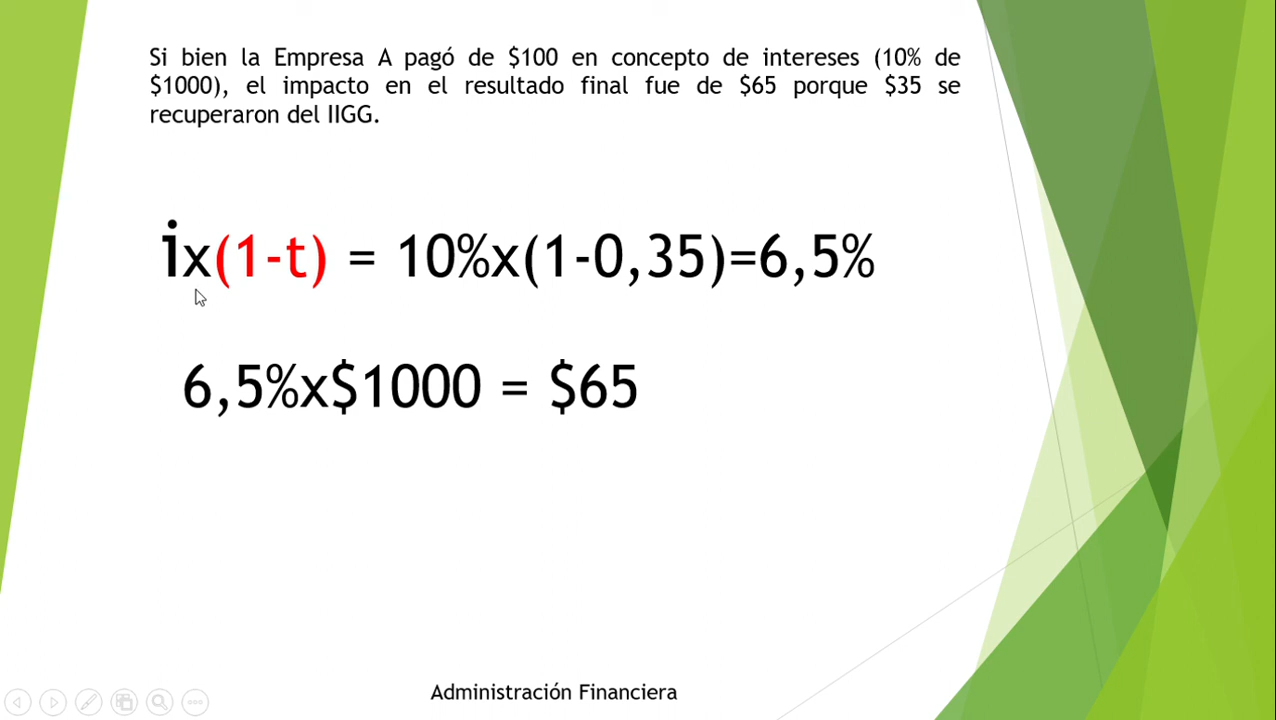 Si bien la Empresa A pagó de $100 en concepto de intereses (10% de
$1000), el impacto en el resultado final fue de $65 porque $35 se
recuperaron del IIGG.
ix(1-t) = 10%x(1-0,35)=6,5%
6,5%x$1000 = $65
Administración Financiera